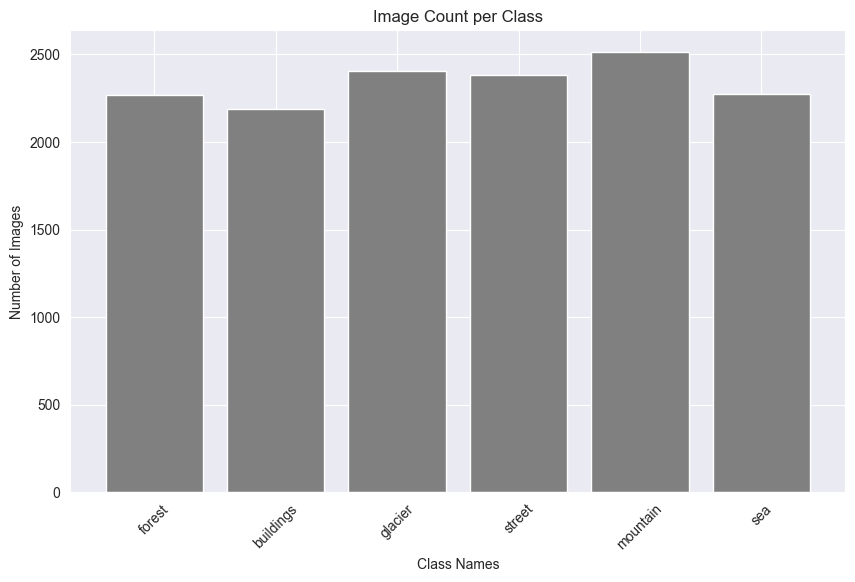 Image Count per Class
Number of Images
2500
2000
1500
1000
500
0
forest
buildings
glacier
street
mountain
sea
Class Names